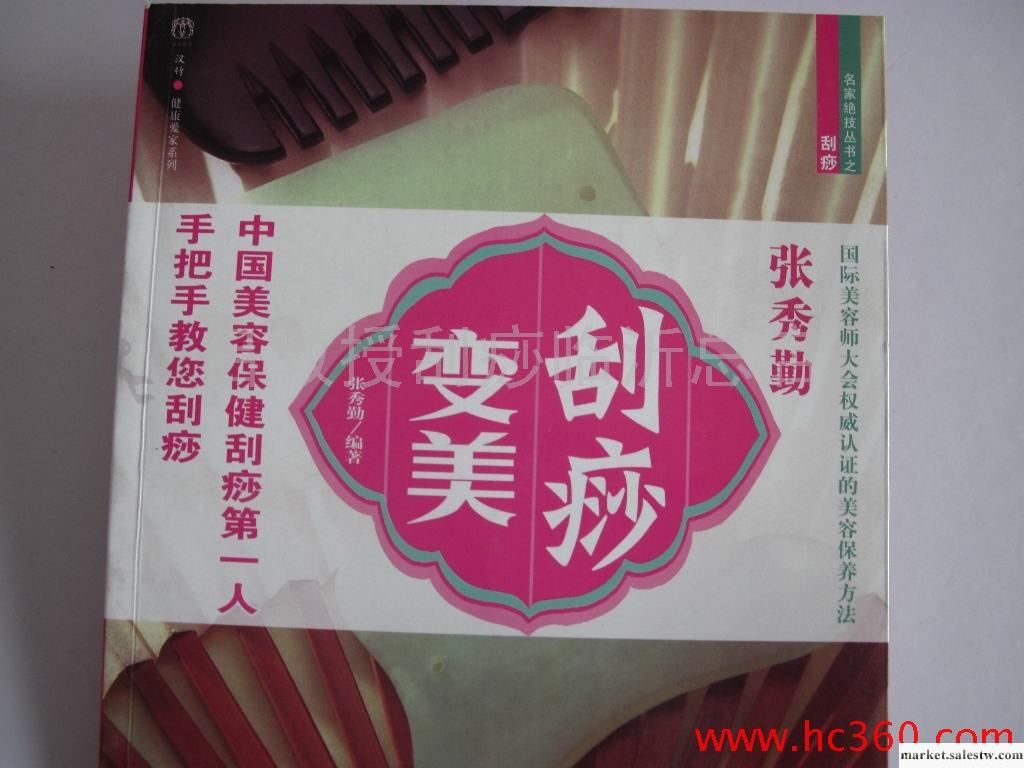 名家绝技丛书之
刮痧
国际美容师大会权威认证的美容保养方法
张秀勤
刮痧
变美
张秀勤/编著
中国美容保健刮痧第一人
手把手教您刮痧
汉竹●健康爱家系列
www.hc360.com
market.salestw.com